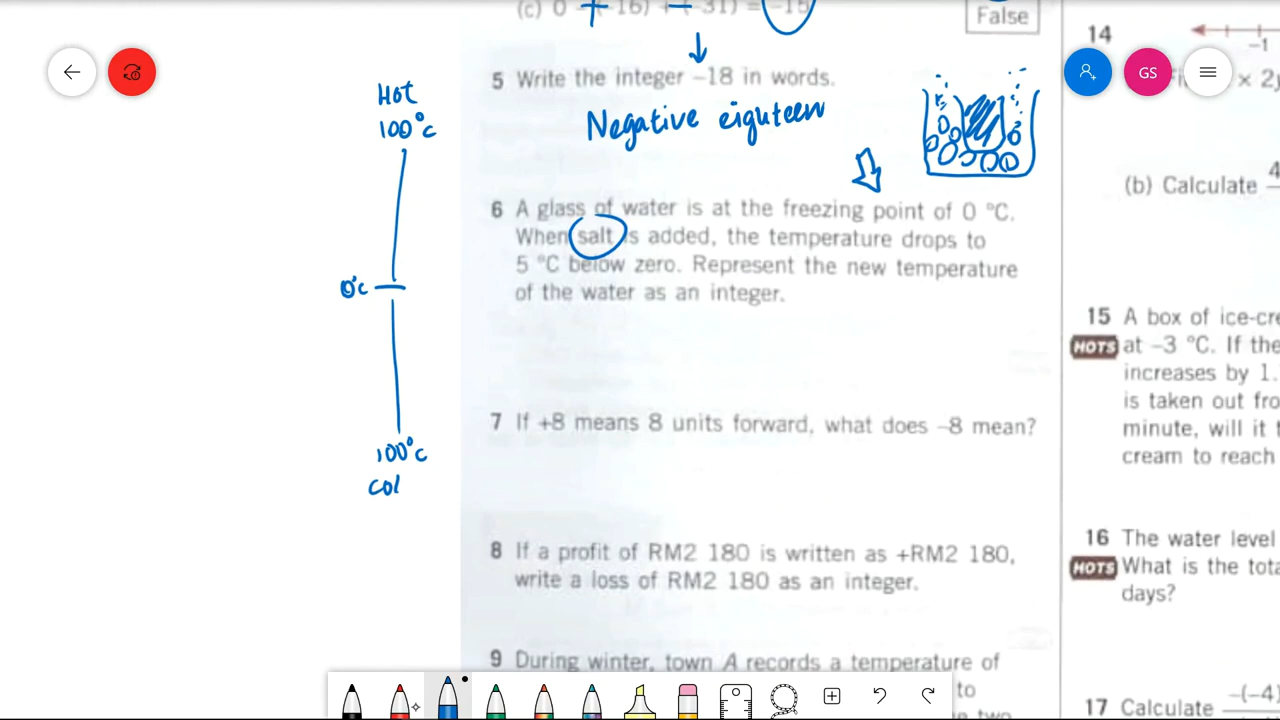 (c) 0 + (-16) + (-31) = -15
False
5 Write the integer –18 in words.
Negative eiguteen
6 A glass of water is at the freezing point of 0 °C.
When salt is added, the temperature drops to
5 °C below zero. Represent the new temperature
of the water as an integer.
7 If +8 means 8 units forward, what does –8 mean?
8 If a profit of RM2 180 is written as +RM2 180,
write a loss of RM2 180 as an integer.
9 During winter, town A records a temperature of
to
Hot
100°c
0°c
100°c
Col
GS
14
–1
× 2
(b) Calculate 4
15 A box of ice-cre
HOTS at –3 °C. If the
increases by 1.
is taken out fro
minute, will it t
cream to reach
16 The water level
HOTS What is the tota
days?
17 Calculate –(–4)